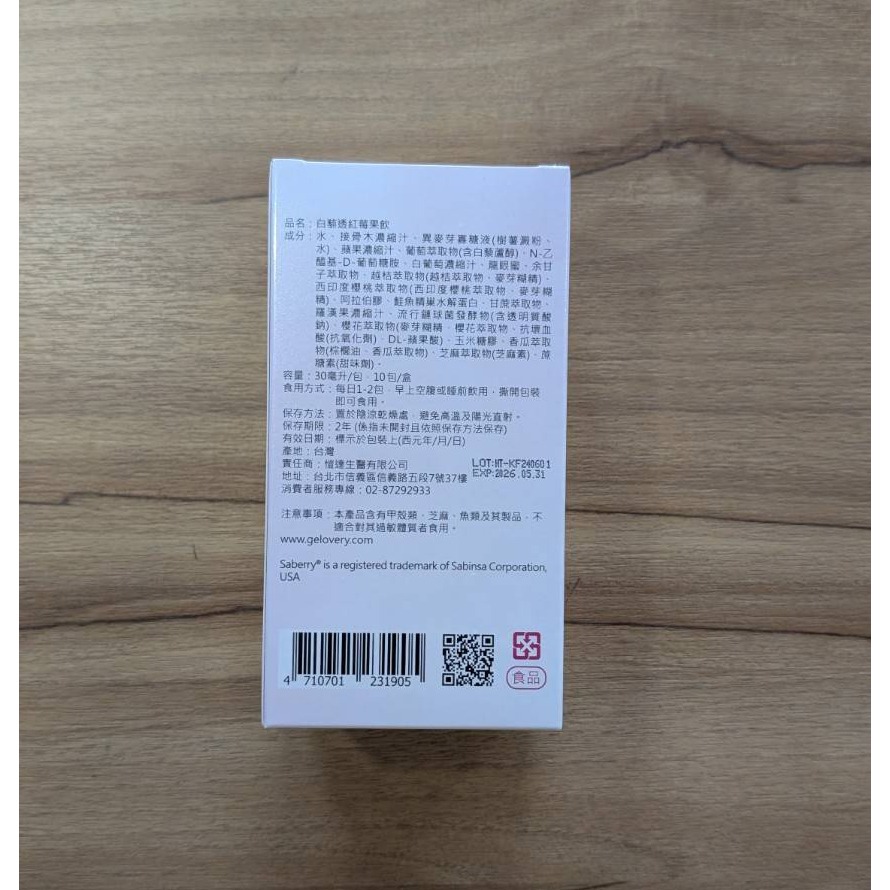 品名：白藜透紅莓果飲
成分：水、接骨木濃縮汁、異麥芽寡糖液(樹薯澱粉、
水)、蘋果濃縮汁、葡萄萃取物(含白藜蘆醇)、N-乙
醯基-D-葡萄糖胺、白葡萄濃縮汁、龍眼蜜、余甘
子萃取物、越桔萃取物(越桔萃取物、麥芽糊精)、
西印度櫻桃萃取物(西印度櫻桃萃取物、麥芽糊
精)、阿拉伯膠、鮭魚精巢水解蛋白、甘蔗萃取物、
羅漢果濃縮汁、流行鏈球菌發酵物(含透明質酸
鈉)、櫻花萃取物(麥芽糊精、櫻花萃取物、抗壞血
酸(抗氧化劑)、DL-蘋果酸)、玉米糖膠、香瓜萃取
物(棕櫚油、香瓜萃取物)、芝麻萃取物(芝麻素)、蔗
糖素(甜味劑)。
容量：30毫升/包，10包/盒
食用方式：每日1-2包，早上空腹或睡前飲用，撕開包裝
即可食用。
保存方法：置於陰涼乾燥處，避免高溫及陽光直射。
保存期限：2年 (係指未開封且依照保存方法保存)
有效日期：標示於包裝上(西元年/月/日)
產地：台灣
責任商：愷達生醫有限公司
地址：台北市信義區信義路五段7號37樓
消費者服務專線：02-87292933
LOT:MT-KF240601
EXP:2026.05.31
注意事項：本產品含有甲殼類、芝麻、魚類及其製品，不
適合對其過敏體質者食用。
www.gelovery.com
Saberry® is a registered trademark of Sabinsa Corporation,
USA
4 710701 231905
食品